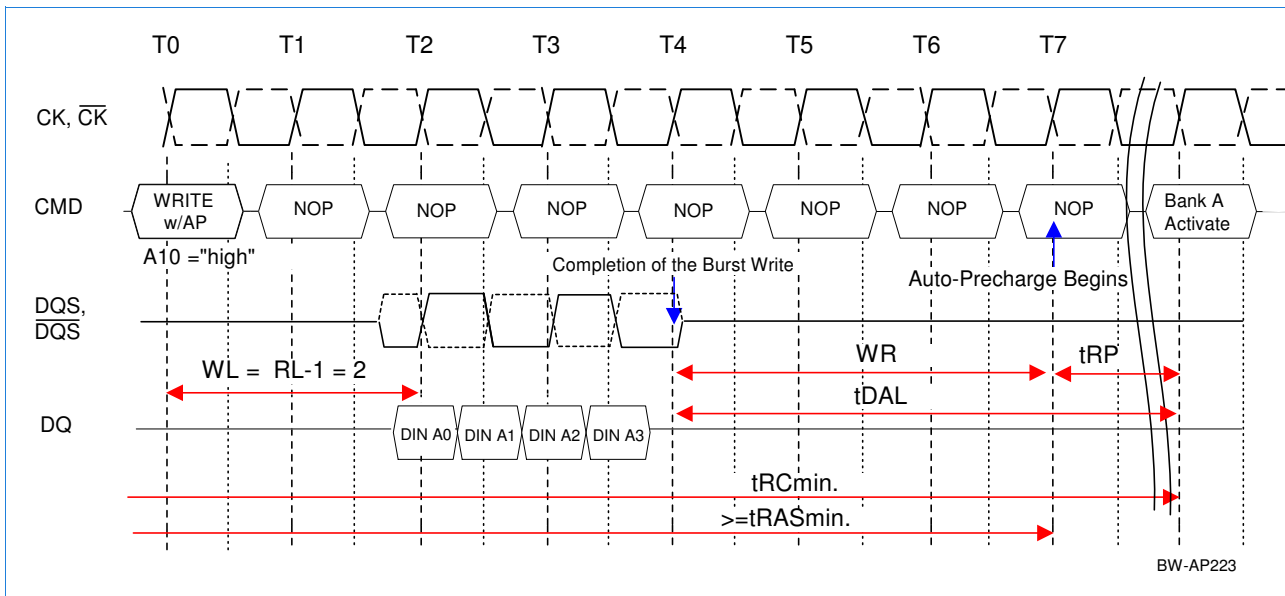 T0 T1 T2 T3 T4 T5 T6 T7
CK, CK
CMD
WRITE w/AP
NOP NOP NOP NOP NOP NOP NOP
Bank A Activate
A10 ="high"
Completion of the Burst Write
Auto-Precharge Begins
DQS,
DQS
WL = RL-1 = 2
WR
tRP
tDAL
DQ
DIN A0 DIN A1 DIN A2 DIN A3
tRCmin.
>=tRASmin.
BW-AP223